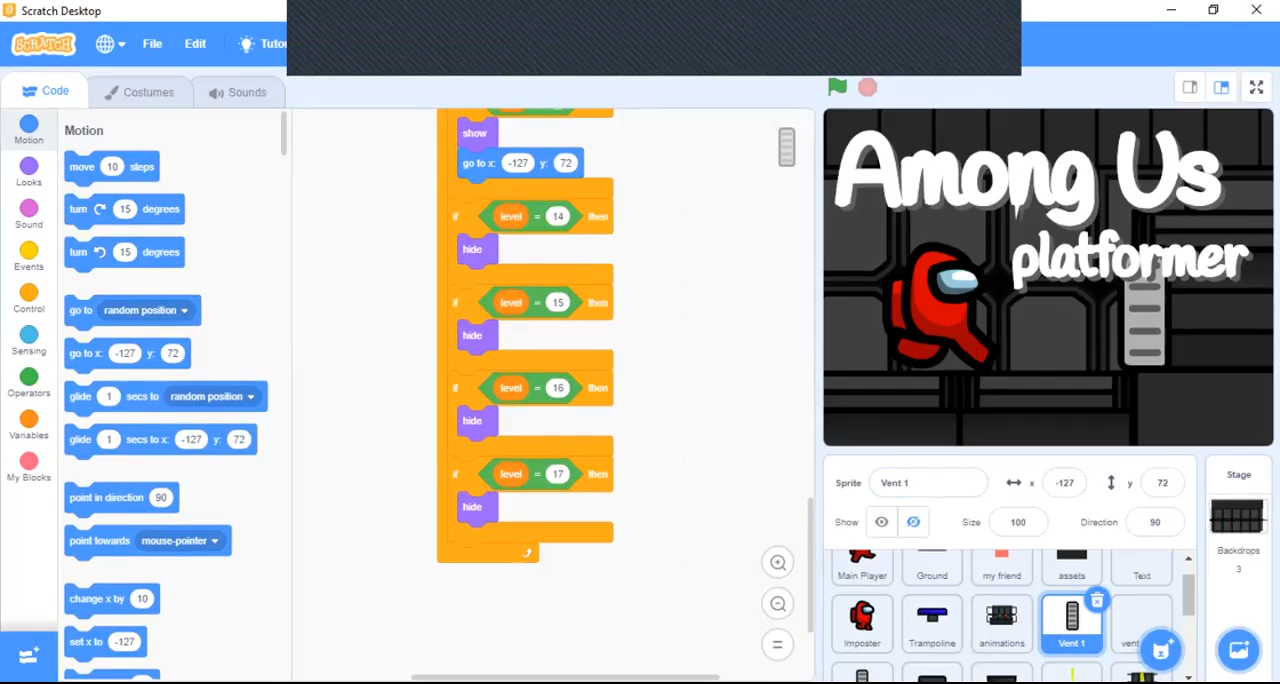 Scratch Desktop
SCRATCH File Edit Tuto
Code Costumes Sounds
Motion
Looks
Sound
Events
Control
Sensing
Operators
Variables
My Blocks
Motion
move 10 steps
turn 15 degrees
turn 15 degrees
go to random position
go to x: -127 y: 72
glide 1 secs to random position
glide 1 secs to x: -127 y: 72
point in direction 90
point towards mouse-pointer
change x by 10
set x to -127
show
go to x: -127 y: 72
if level = 14 then
hide
if level = 15 then
hide
if level = 16 then
hide
if level = 17 then
hide
Among Us
platformer
Sprite Vent 1 x -127 y 72
Show Size 100 Direction 90
Main Player Ground my friend assets Text
Imposter Trampoline animations Vent 1 vent
Stage
Backdrops
3